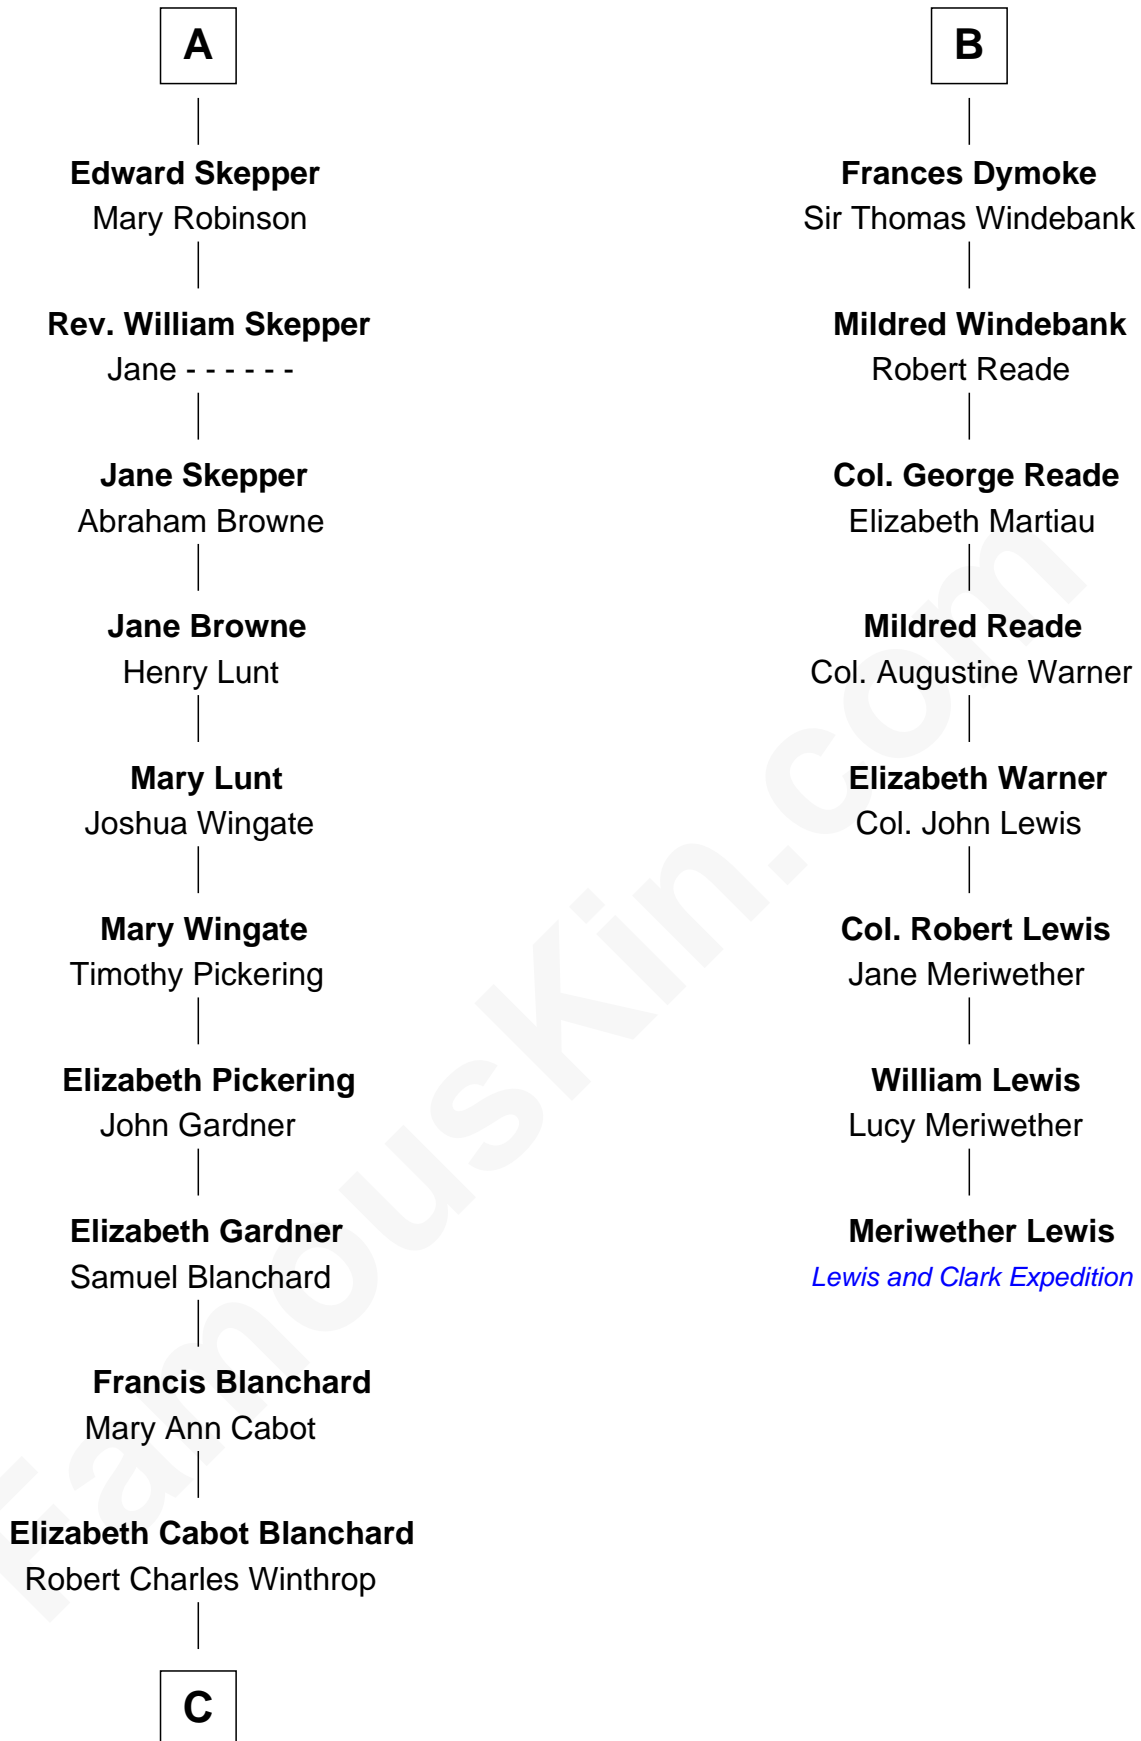 A
Edward Skepper
Mary Robinson
Rev. William Skepper
Jane - - - - - -
Jane Skepper
Abraham Browne
Jane Browne
Henry Lunt
Mary Lunt
Joshua Wingate
Mary Wingate
Timothy Pickering
Elizabeth Pickering
John Gardner
Elizabeth Gardner
Samuel Blanchard
Francis Blanchard
Mary Ann Cabot
Elizabeth Cabot Blanchard
Robert Charles Winthrop
C
B
Frances Dymoke
Sir Thomas Windebank
Mildred Windebank
Robert Reade
Col. George Reade
Elizabeth Martiau
Mildred Reade
Col. Augustine Warner
Elizabeth Warner
Col. John Lewis
Col. Robert Lewis
Jane Meriwether
William Lewis
Lucy Meriwether
Meriwether Lewis
Lewis and Clark Expedition
FamousKin.com